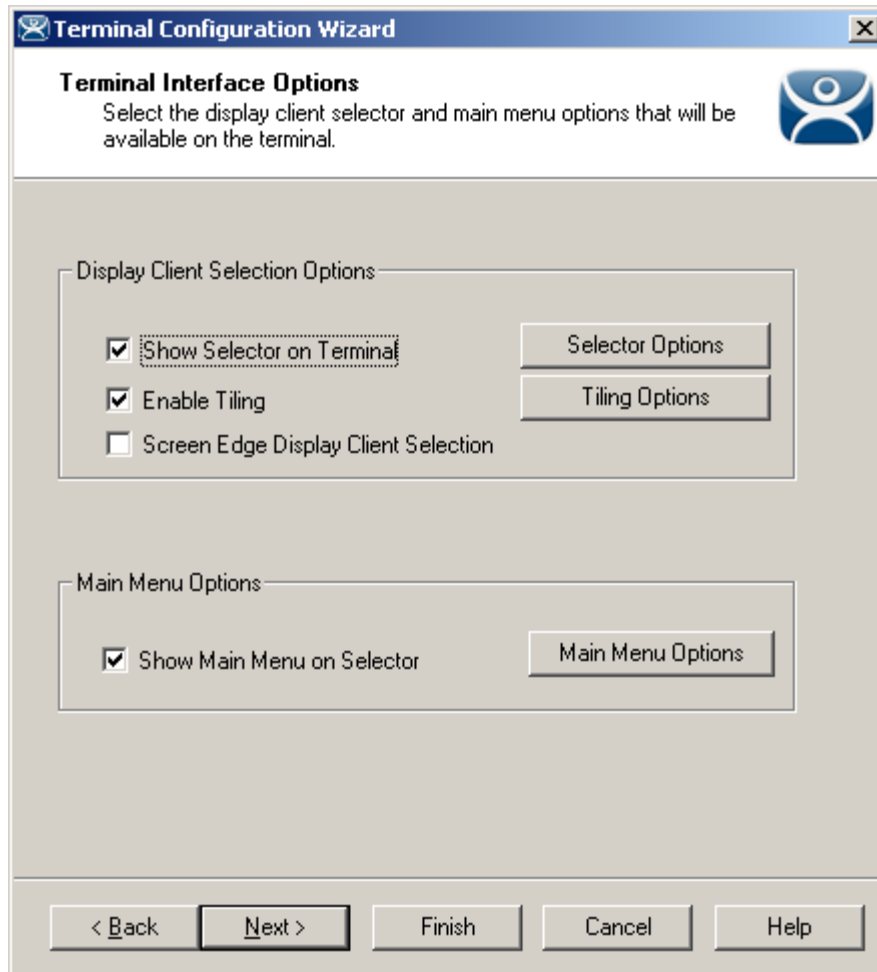 Terminal Configuration Wizard
Terminal Interface Options
Select the display client selector and main menu options that will be
available on the terminal.
Display Client Selection Options
Show Selector on Terminal
Selector Options
Enable Tiling
Tiling Options
Screen Edge Display Client Selection
Main Menu Options
Show Main Menu on Selector
Main Menu Options
< Back
Next >
Finish
Cancel
Help